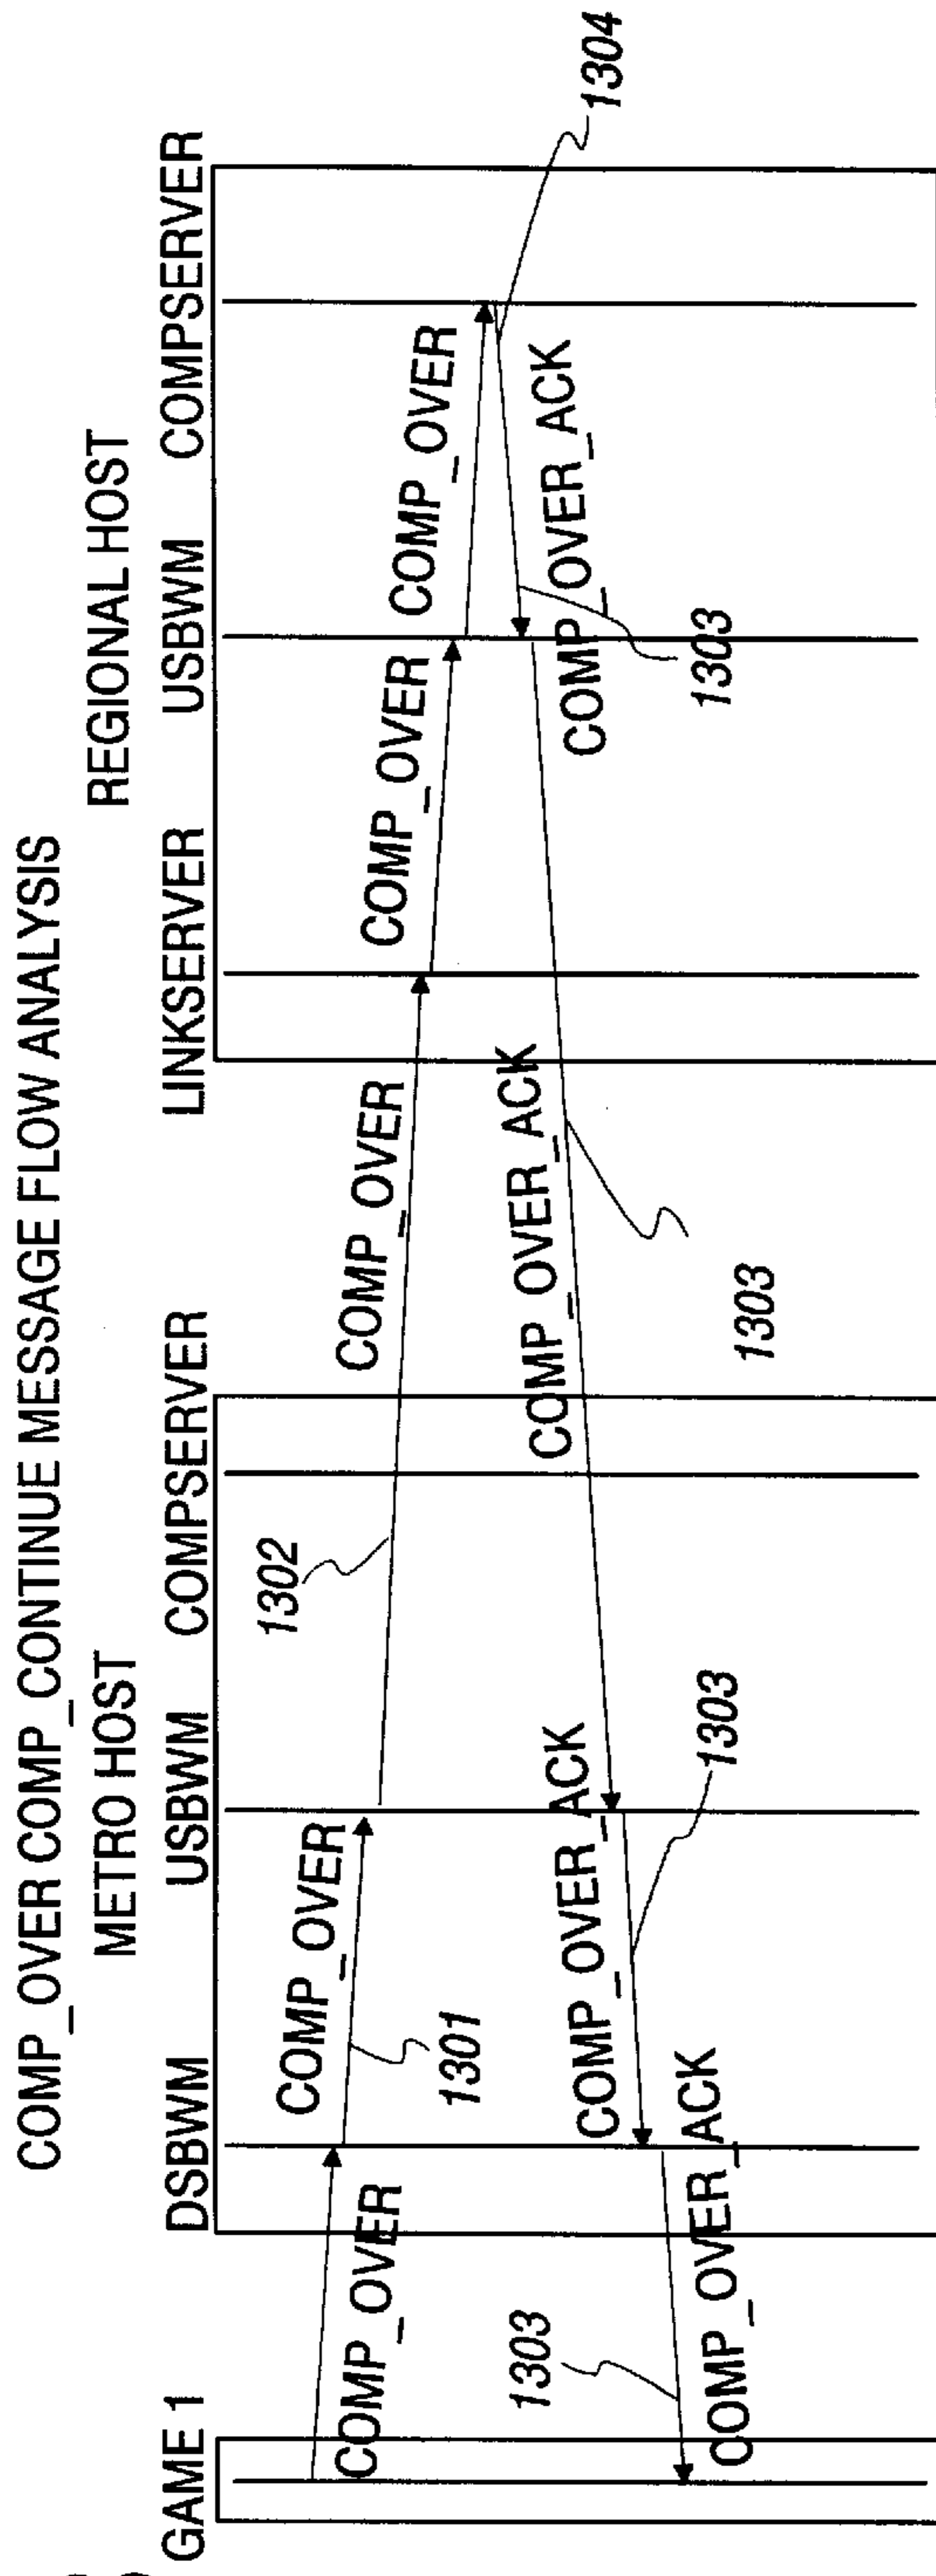 COMP_OVER COMP_CONTINUE MESSAGE FLOW ANALYSIS
METRO HOST
REGIONAL HOST
GAME 1
DSBWM
USBWM
COMPSERVER
LINKSERVER
USBWM
COMPSERVER
COMP_OVER
COMP_OVER
1301
1302
COMP_OVER
COMP_OVER
COMP_OVER
1304
COMP_OVER_ACK
1303
COMP_OVER_ACK
1303
COMP_OVER_ACK
1303
COMP_OVER_ACK
1303